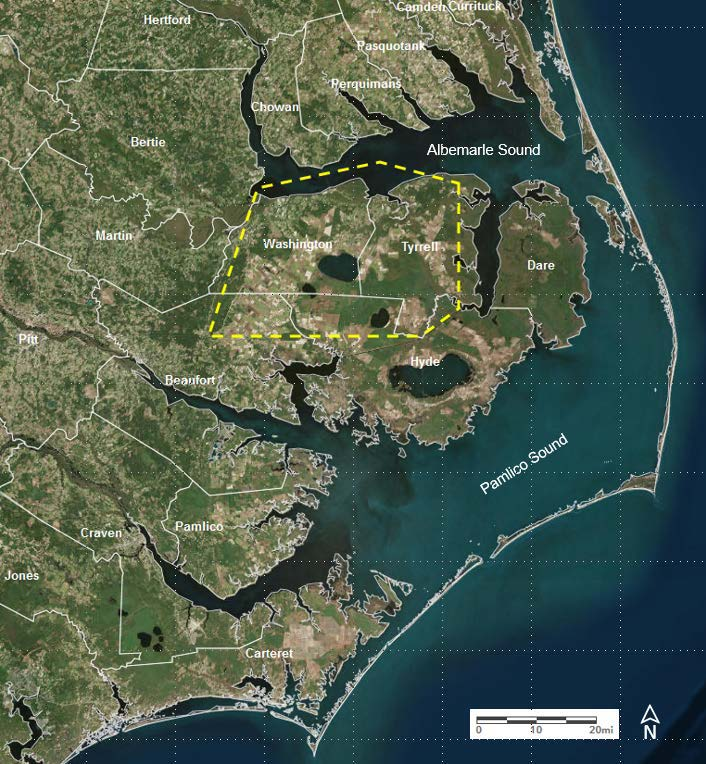 Camden Currituck
Hertford
Pasquotank
Perquimans
Chowan
Bertie
Albemarle Sound
Martin
Washington
Tyrrell
Dare
Pitt
Hyde
Beaufort
Pamlico Sound
Craven
Pamlico
Jones
Carteret
0 10 20mi
N